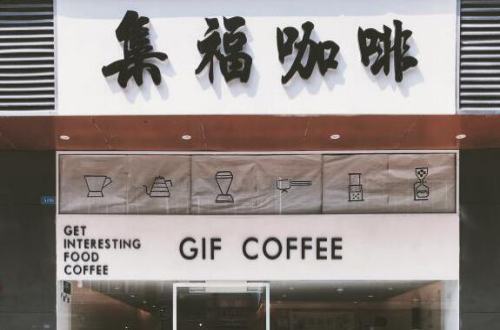 集福咖啡
GET
INTERESTING
FOOD
COFFEE
GIF COFFEE